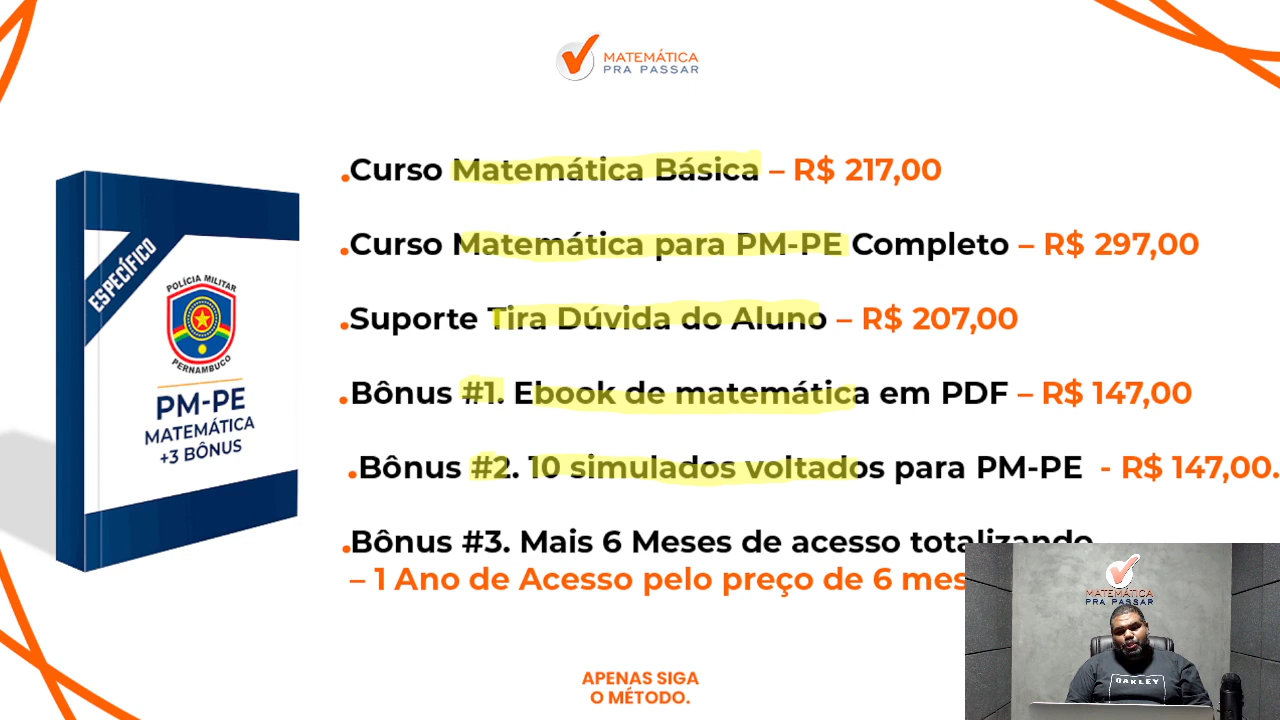 MATEMÁTICA
PRA PASSAR
.Curso Matemática Básica – R$ 217,00
.Curso Matemática para PM-PE Completo – R$ 297,00
.Suporte Tira Dúvida do Aluno – R$ 207,00
.Bônus #1. Ebook de matemática em PDF – R$ 147,00
.Bônus #2. 10 simulados voltados para PM-PE - R$ 147,00.
.Bônus #3. Mais 6 Meses de acesso totalizando
– 1 Ano de Acesso pelo preço de 6 mes
ESPECÍFICO
POLÍCIA MILITAR
PERNAMBUCO
PM-PE
MATEMÁTICA
+3 BÔNUS
MATEMÁTICA
PRA PASSAR
OAKLEY
APENAS SIGA
O MÉTODO.